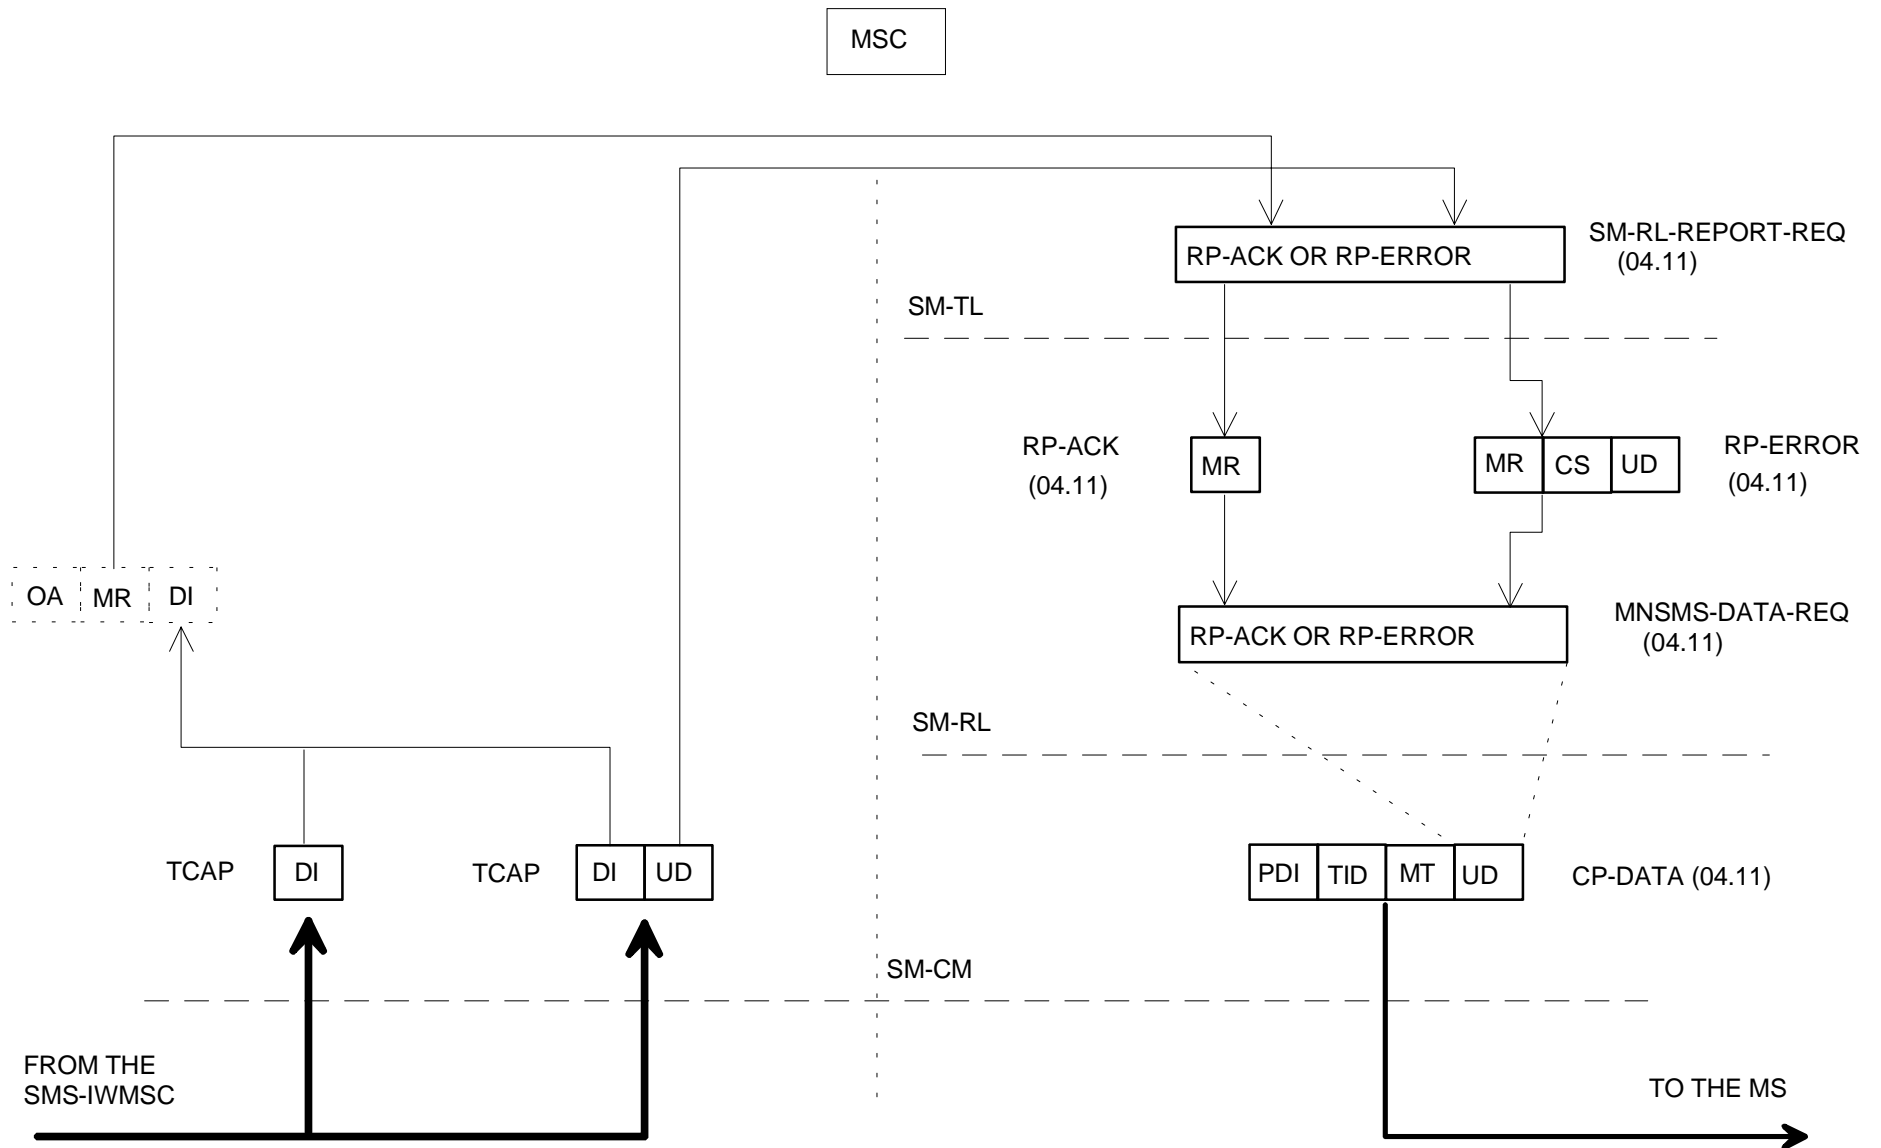 MSC
SM-RL-REPORT-REQ
(04.11)
RP-ACK OR RP-ERROR
SM-TL
RP-ACK
(04.11)
MR
MR CS UD
RP-ERROR
(04.11)
OA MR DI
RP-ACK OR RP-ERROR
MNSMS-DATA-REQ
(04.11)
SM-RL
TCAP DI
TCAP DI UD
PDI TID MT UD
CP-DATA (04.11)
SM-CM
FROM THE
SMS-IWMSC
TO THE MS